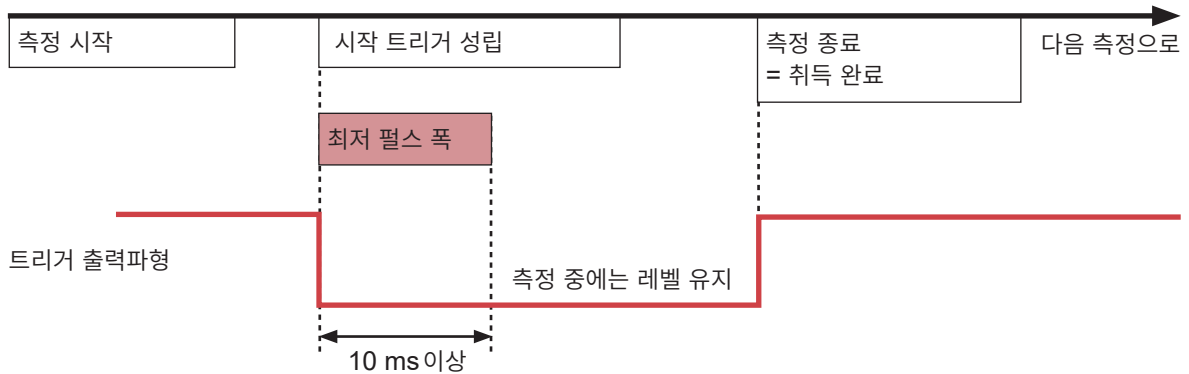 측정 시작
시작 트리거 성립
측정 종료
= 취득 완료
다음 측정으로
최저 펄스 폭
트리거 출력파형
측정 중에는 레벨 유지
10 ms 이상